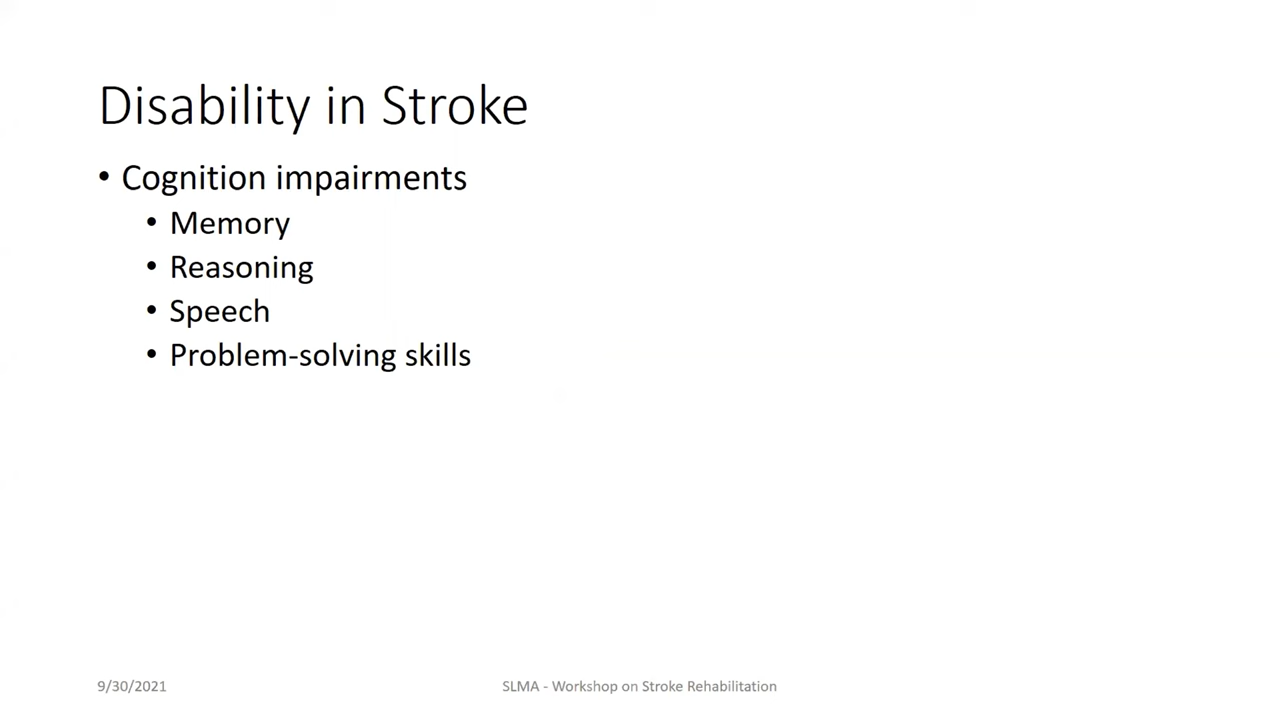 Disability in Stroke
• Cognition impairments
• Memory
• Reasoning
• Speech
• Problem-solving skills
9/30/2021
SLMA - Workshop on Stroke Rehabilitation